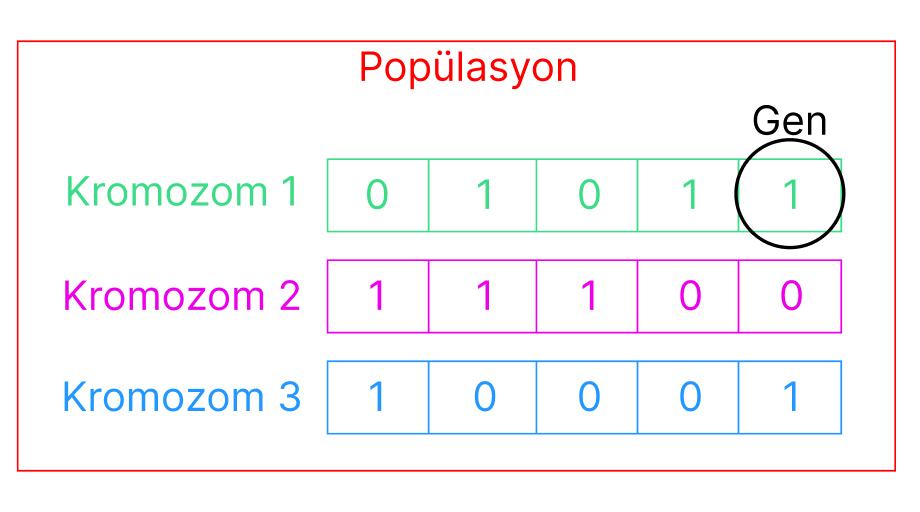 Popülasyon
Gen
Kromozom 1 0 1 0 1 1
Kromozom 2 1 1 1 0 0
Kromozom 3 1 0 0 0 1